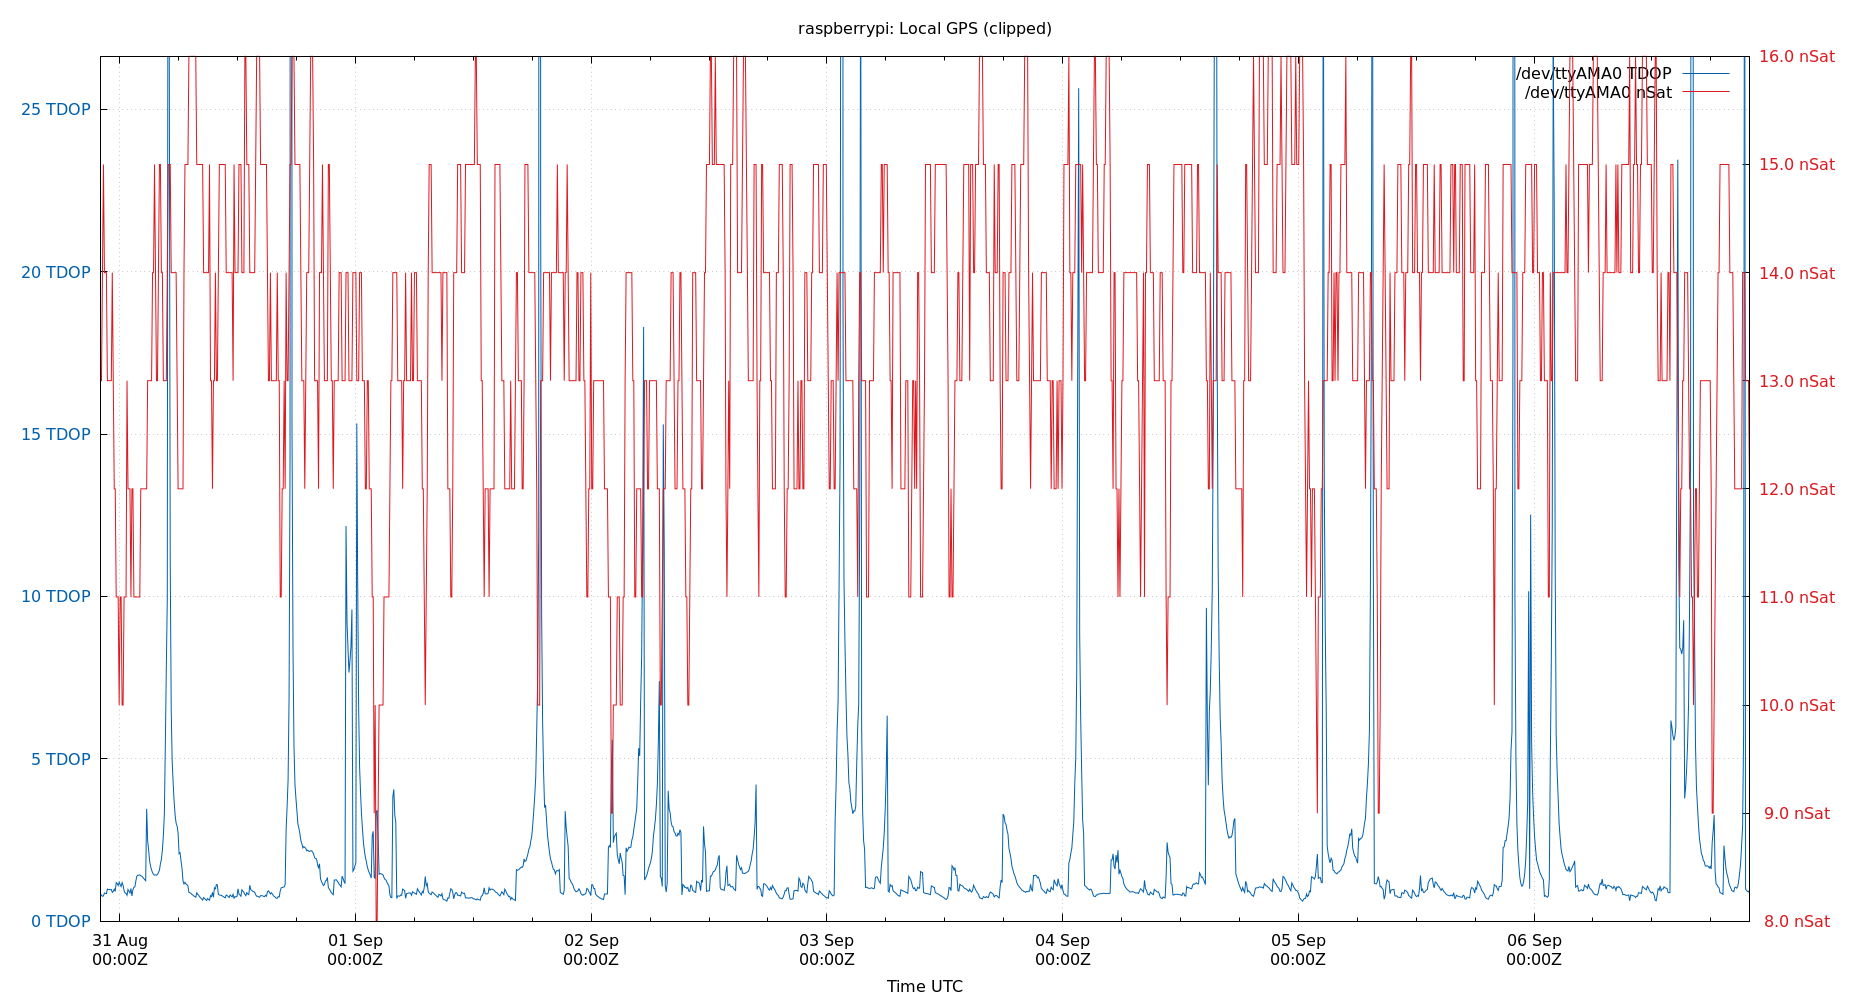 raspberrypi: Local GPS (clipped)
/dev/ttyAMA0 TDOP
/dev/ttyAMA0 nSat
25 TDOP
20 TDOP
15 TDOP
10 TDOP
5 TDOP
0 TDOP
16.0 nSat
15.0 nSat
14.0 nSat
13.0 nSat
12.0 nSat
11.0 nSat
10.0 nSat
9.0 nSat
8.0 nSat
31 Aug
00:00Z
01 Sep
00:00Z
02 Sep
00:00Z
03 Sep
00:00Z
04 Sep
00:00Z
05 Sep
00:00Z
06 Sep
00:00Z
Time UTC